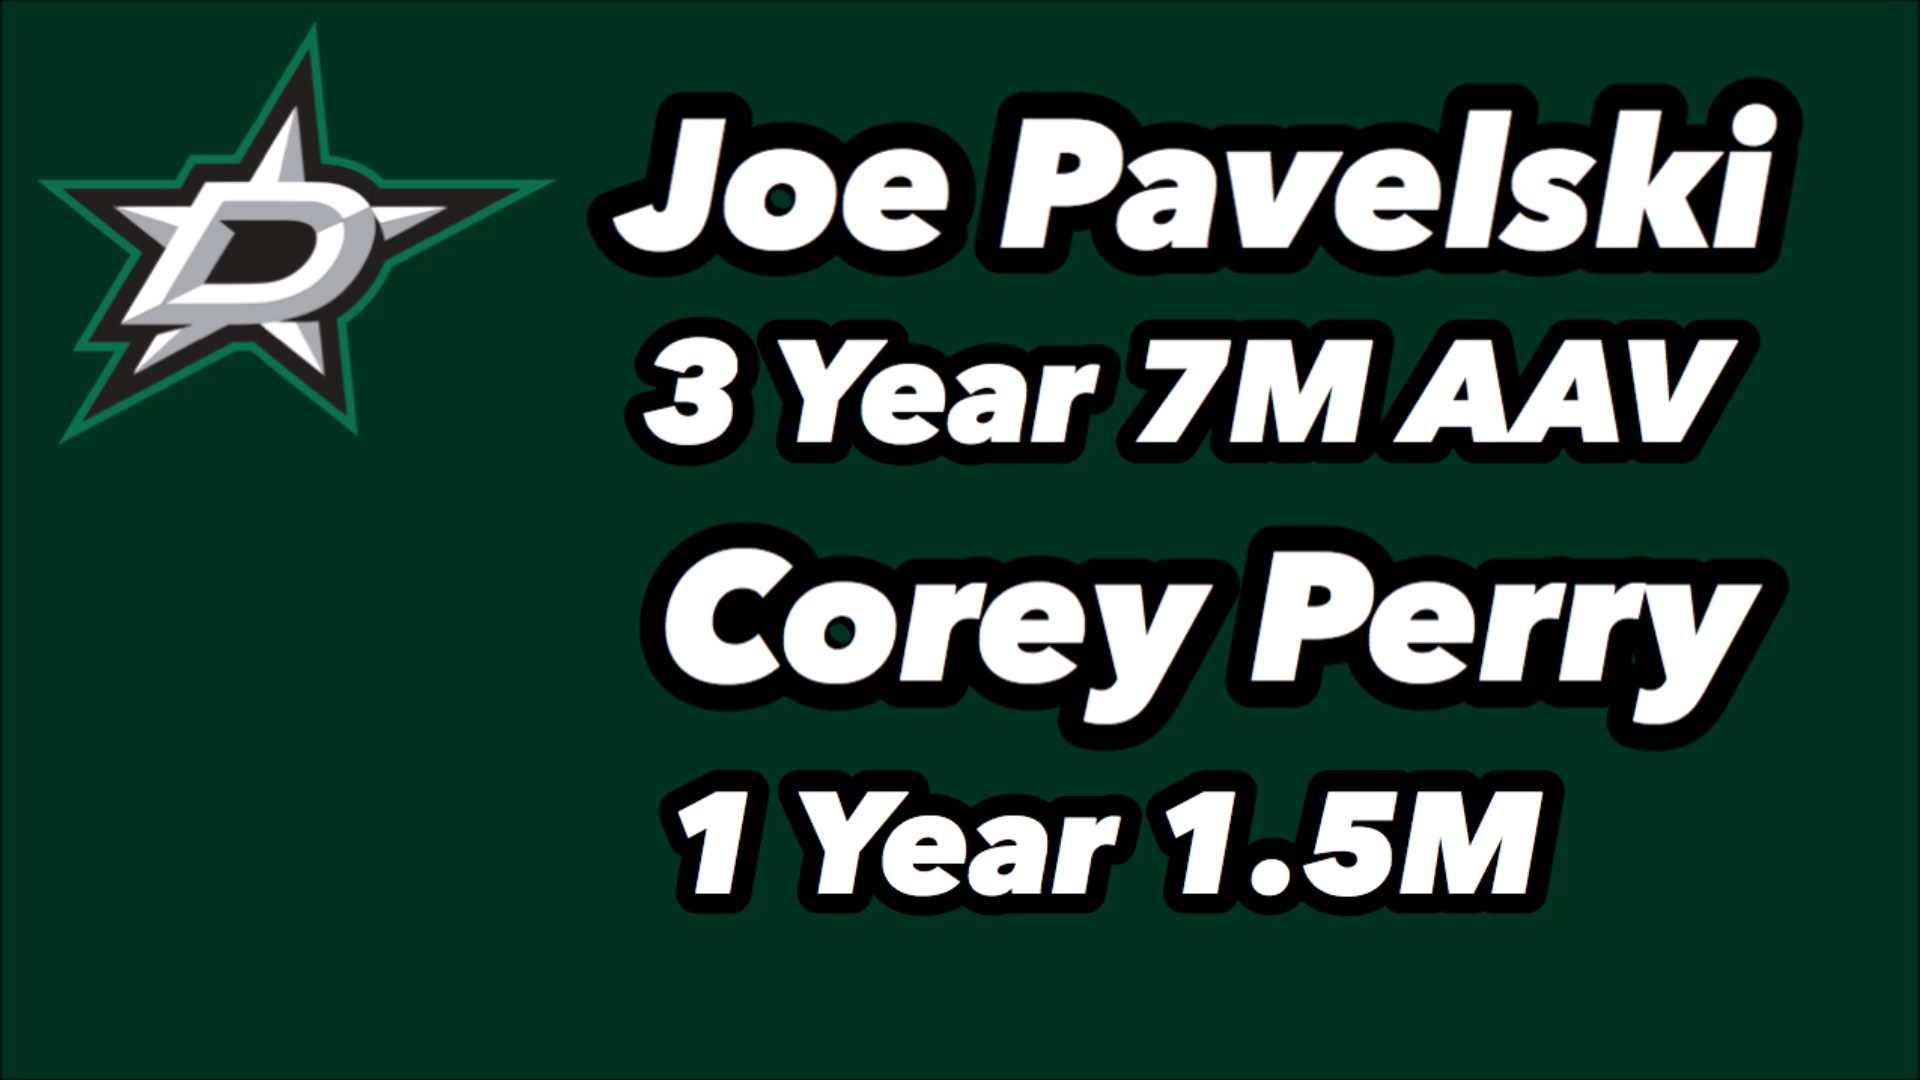 D
Joe Pavelski
3 Year 7M AAV
Corey Perry
1 Year 1.5M